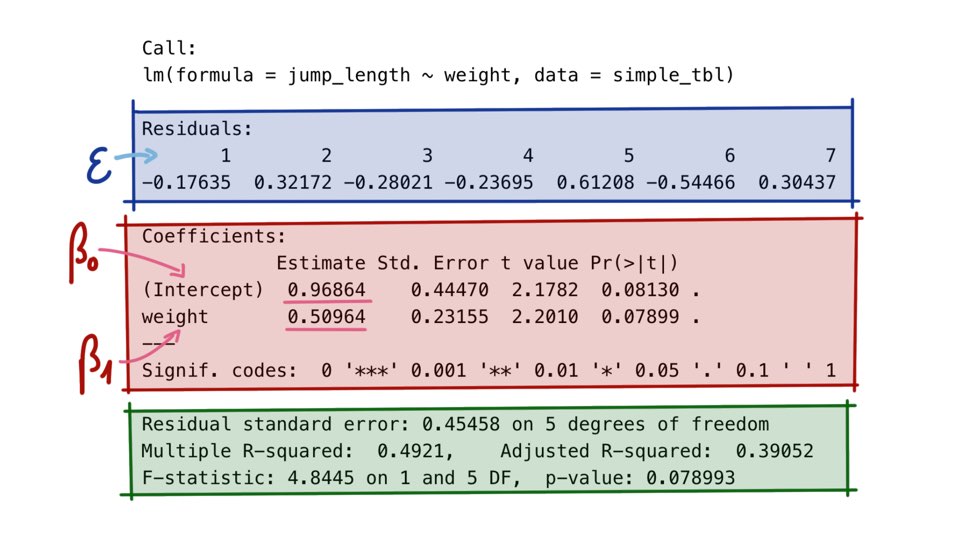 Call:
lm(formula = jump_length ~ weight, data = simple_tbl)
Residuals:
ε 1 2 3 4 5 6 7
−0.17635 0.32172 −0.28021 −0.23695 0.61208 −0.54466 0.30437
Coefficients:
β₀ Estimate Std. Error t value Pr(>|t|)
(Intercept) 0.96864 0.44470 2.1782 0.08130 .
weight 0.50964 0.23155 2.2010 0.07899 .
−−−
β₁
Signif. codes: 0 '***' 0.001 '**' 0.01 '*' 0.05 '.' 0.1 ' ' 1
Residual standard error: 0.45458 on 5 degrees of freedom
Multiple R−squared: 0.4921, Adjusted R−squared: 0.39052
F−statistic: 4.8445 on 1 and 5 DF, p−value: 0.078993